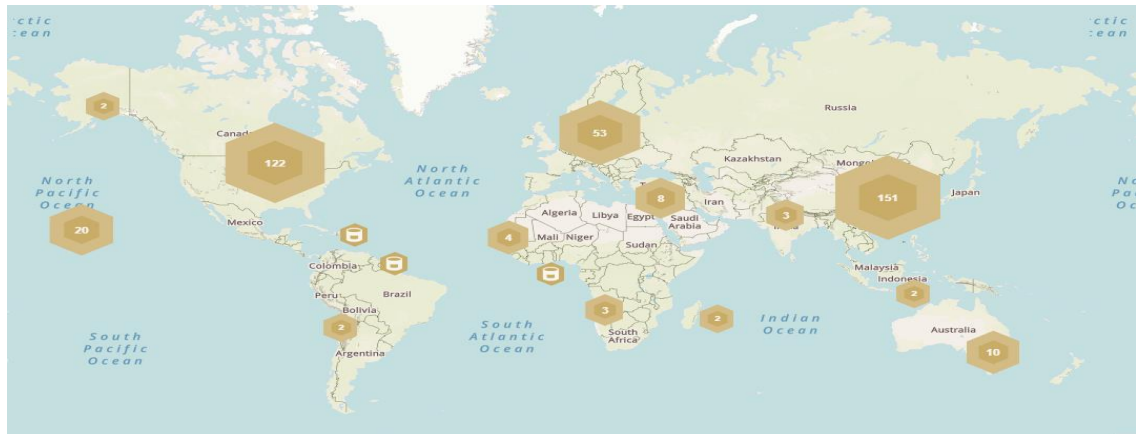 :ctic
:ean
:ctic
:ean
2
Russia
Canad
53
122
Kazakhstan
Mongol
North
Atlantic
Ocean
North
Pacific
Ocean
8
Iran
151
Japan
Algeria
Libya
Egypt
Saudi
Arabia
3
Mexico
20
4
Mali
Niger
Sudan
Colombia
Malaysia
Indonesia
Peru
Brazil
2
Bolivia
3
2
Indian
Ocean
South
Pacific
Ocean
2
South
Atlantic
Ocean
South
Africa
Australia
Argentina
10